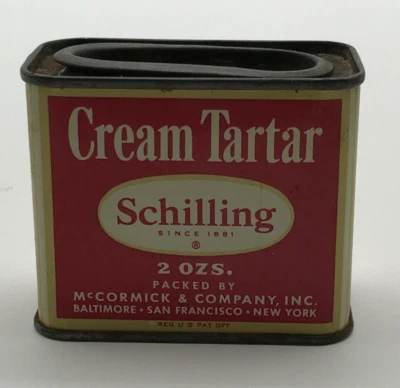 Cream Tartar
Schilling
SINCE 1881
®
2 OZS.
PACKED BY
McCORMICK & COMPANY, INC.
BALTIMORE • SAN FRANCISCO • NEW YORK
REG U S PAT OFF